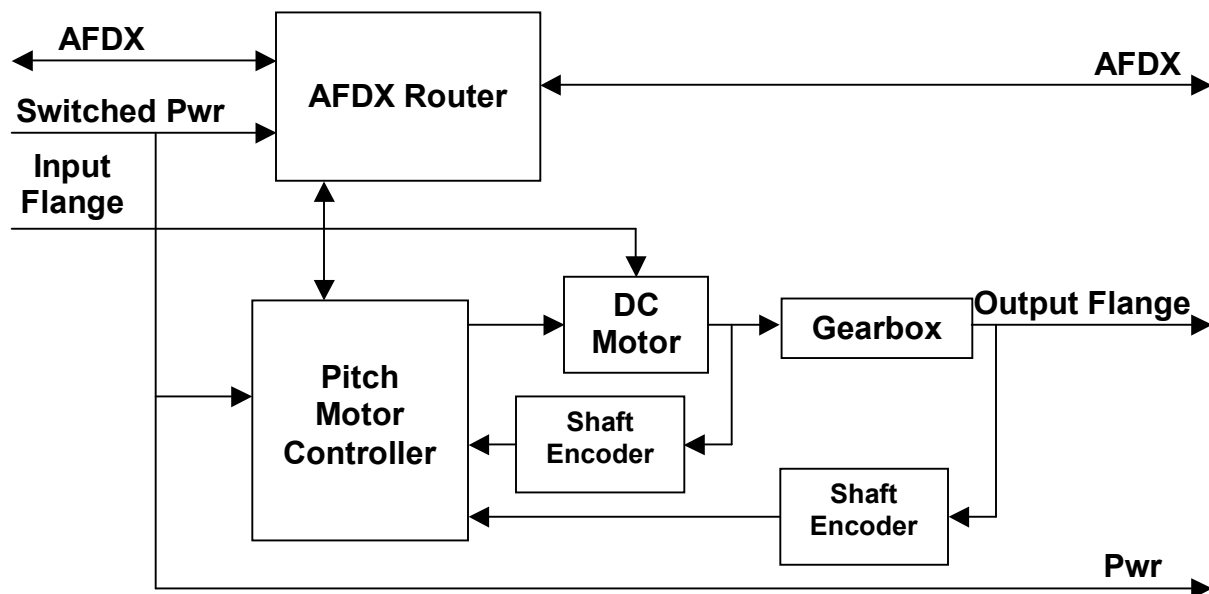 AFDX
AFDX Router
AFDX
Switched Pwr
Input
Flange
DC
Motor
Gearbox
Output Flange
Pitch
Motor
Controller
Shaft
Encoder
Shaft
Encoder
Pwr